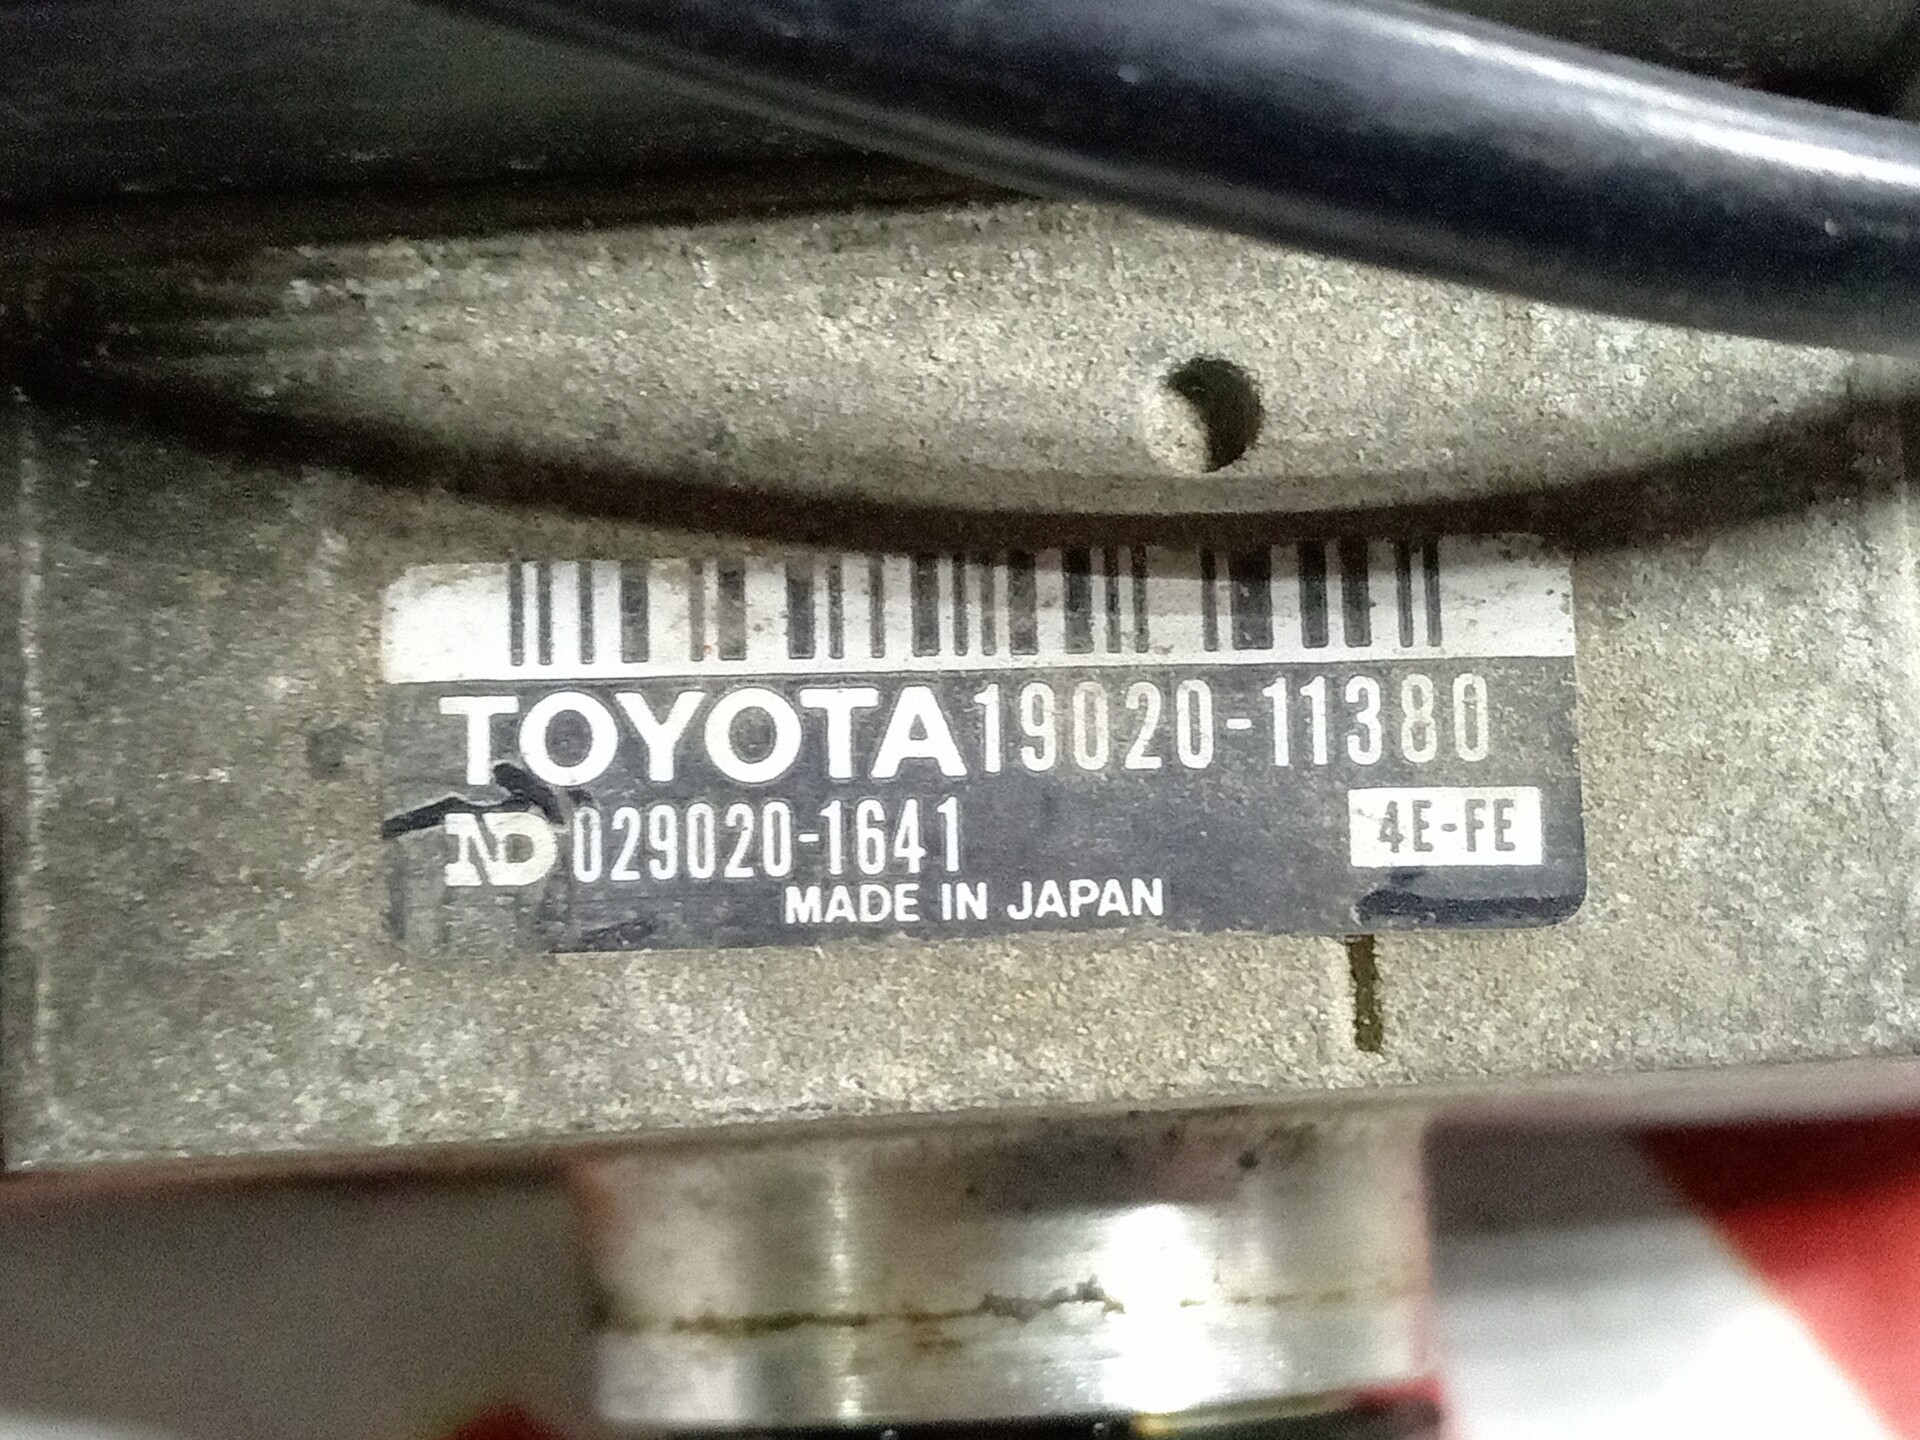 TOYOTA 19020-11380
ND 029020-1641
4E-FE
MADE IN JAPAN